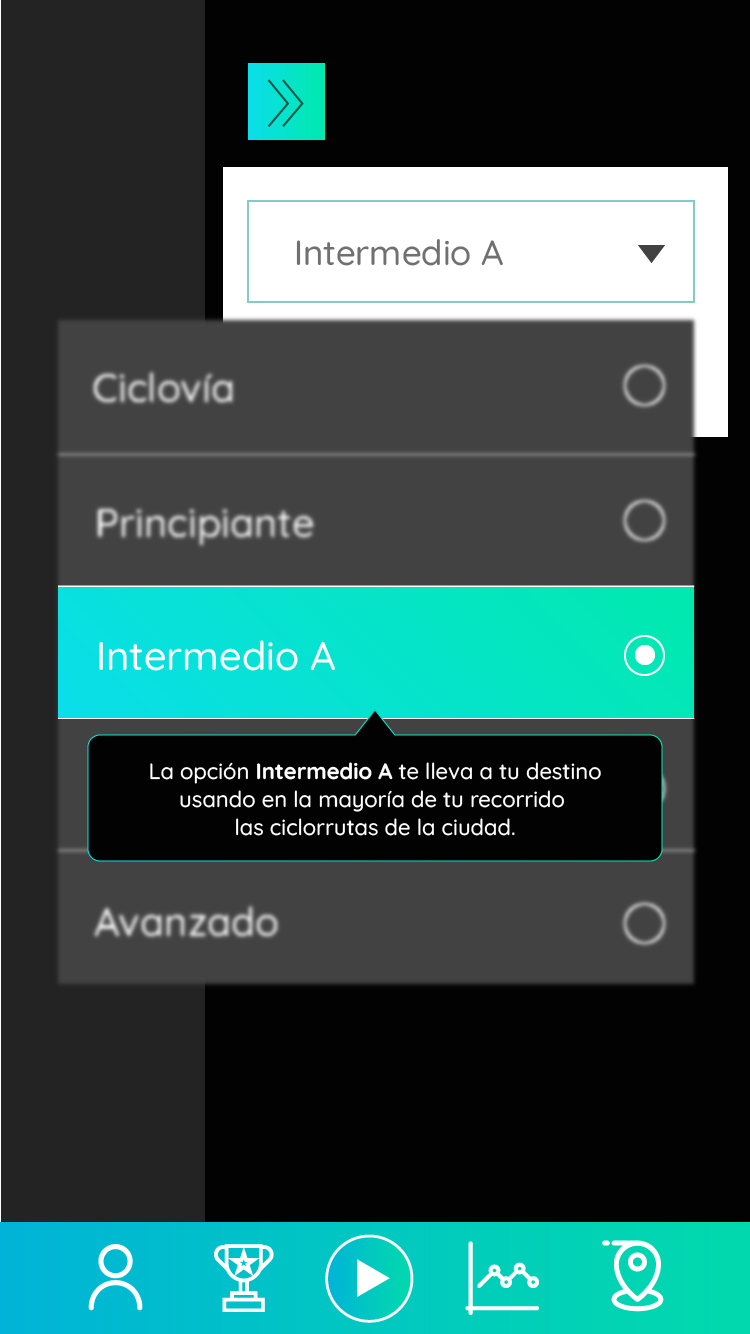 Intermedio A
Ciclovía
Principiante
Intermedio A
La opción Intermedio A te lleva a tu destino
usando en la mayoría de tu recorrido
las ciclorrutas de la ciudad.
Avanzado